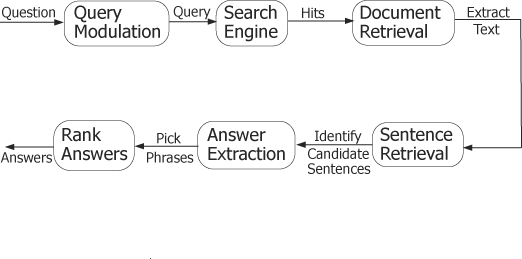 Question
Query
Modulation
Query
Search
Engine
Hits
Document
Retrieval
Extract
Text
Sentence
Retrieval
Identify
Candidate
Sentences
Answer
Extraction
Pick
Phrases
Rank
Answers
Answers